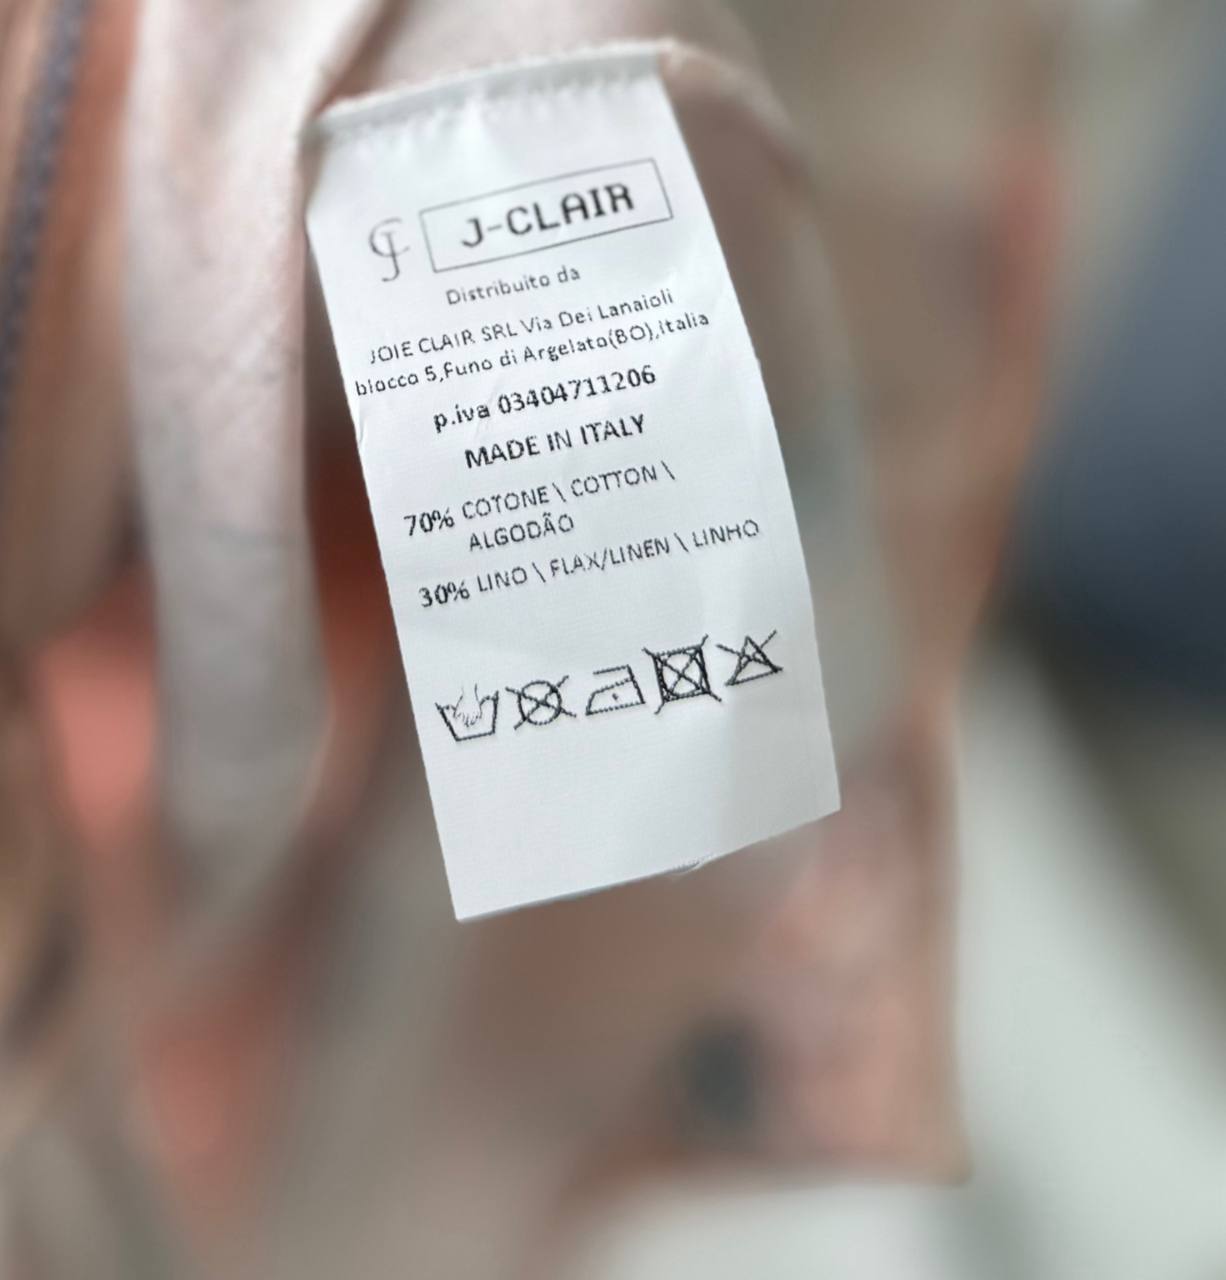 J-CLAIR
Distribuito da
JOIE CLAIR SRL Via Dei Lanaioli
blocco 5,Funo di Argelato(BO),Italia
p.iva 03404711206
MADE IN ITALY
70% COTONE \ COTTON \
ALGODÃO
30% LINO \ FLAX/LINEN \ LINHO